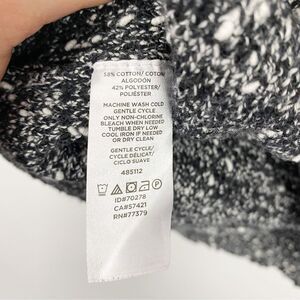 58% COTTON/ COTON/
ALGODÓN
42% POLYESTER/
POLIÉSTER
MACHINE WASH COLD
GENTLE CYCLE
ONLY NON-CHLORINE
BLEACH WHEN NEEDED
TUMBLE DRY LOW
COOL IRON IF NEEDED
OR DRY CLEAN
GENTLE CYCLE/
CYCLE DÉLICAT/
CICLO SUAVE
485112
ID#70278
CA#57421
RN#77379